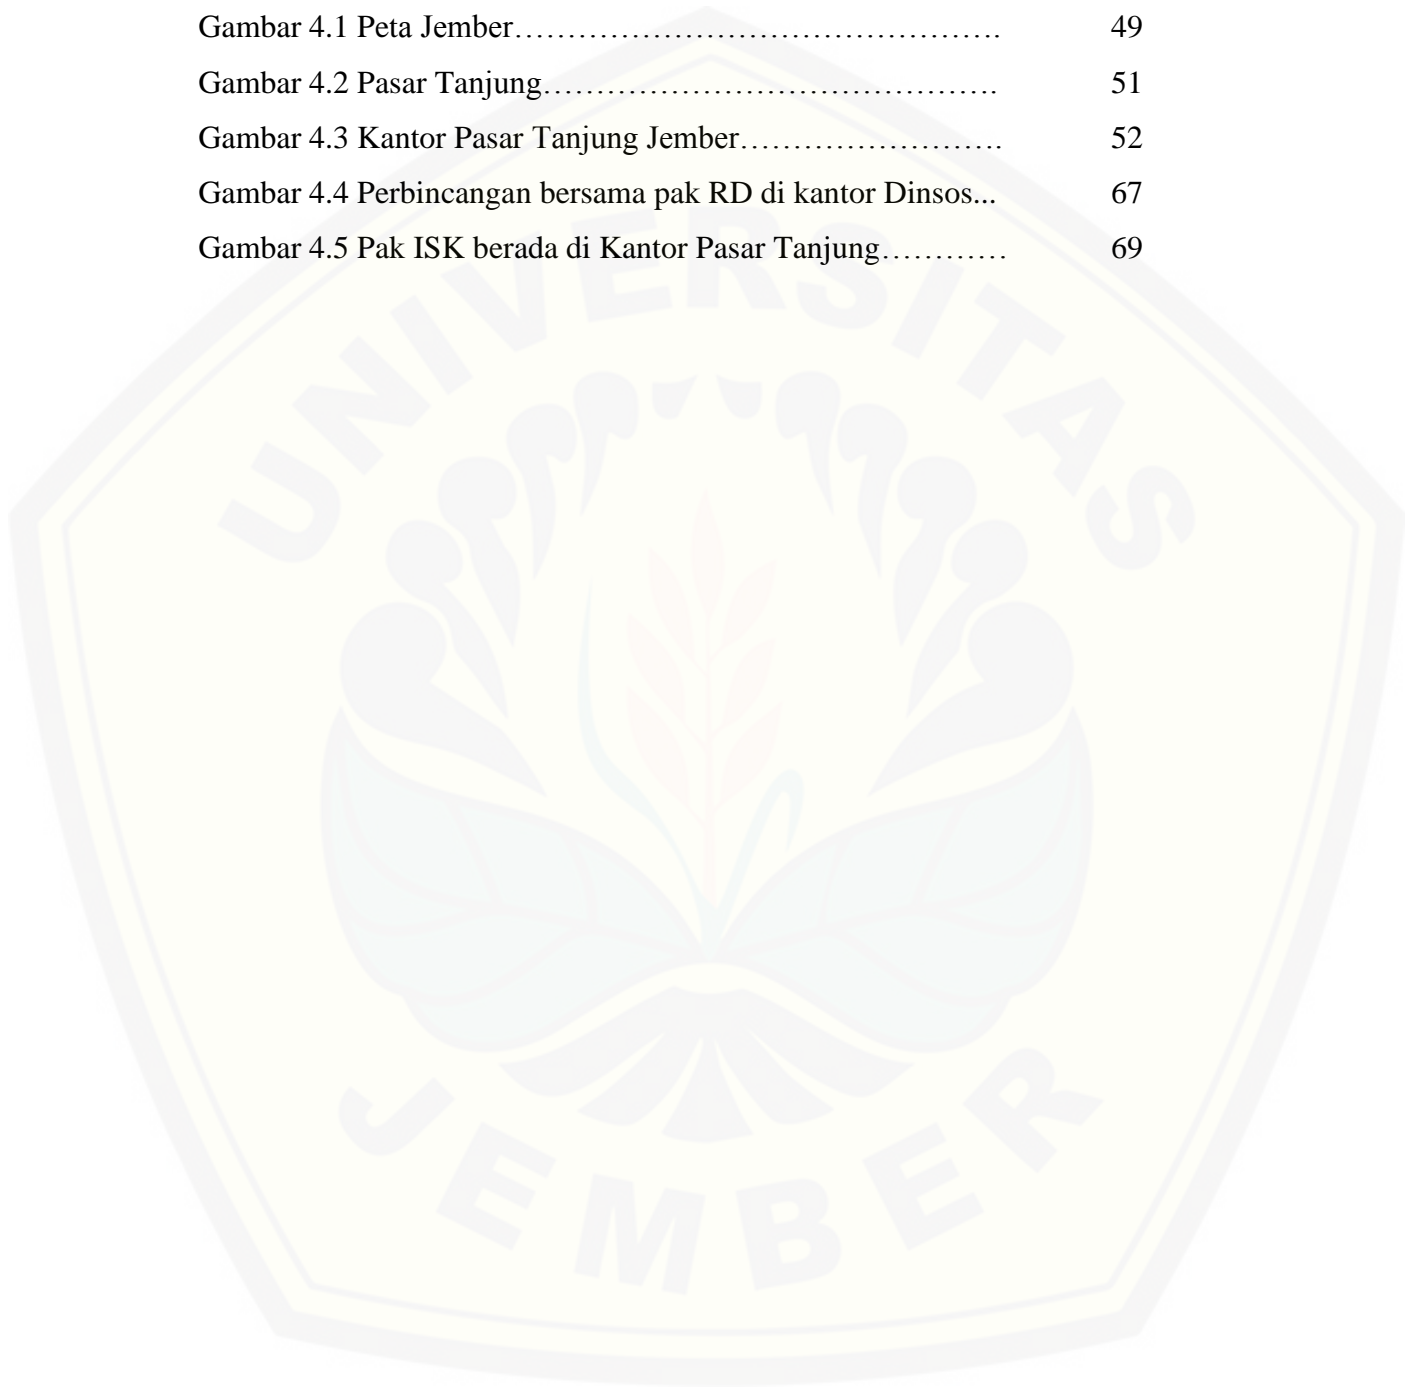 Gambar 4.1 Peta Jember………………………………………. 49
Gambar 4.2 Pasar Tanjung……………………………………. 51
Gambar 4.3 Kantor Pasar Tanjung Jember……………………. 52
Gambar 4.4 Perbincangan bersama pak RD di kantor Dinsos... 67
Gambar 4.5 Pak ISK berada di Kantor Pasar Tanjung………… 69
UNIVERSITAS
JEMBER